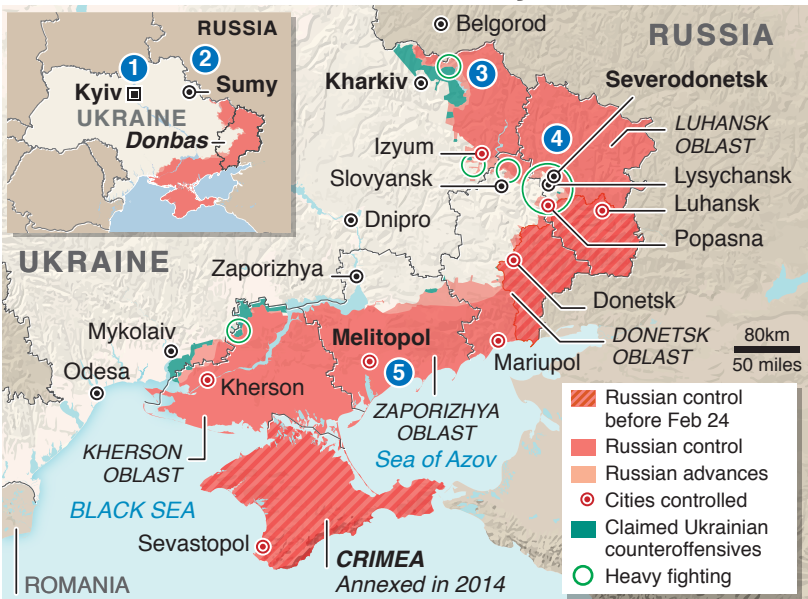 RUSSIA
1
2
Kyiv
Sumy
UKRAINE
Donbas
Belgorod
RUSSIA
3
Kharkiv
Severodonetsk
Izyum
4
LUHANSK
OBLAST
Slovyansk
Lysychansk
Luhansk
Dnipro
Popasna
UKRAINE
Zaporizhya
Donetsk
Mykolaiv
Melitopol
DONETSK
OBLAST
80km
50 miles
Odesa
5
Mariupol
Kherson
ZAPORIZHYA
OBLAST
KHERSON
OBLAST
Sea of Azov
BLACK SEA
Sevastopol
CRIMEA
Annexed in 2014
ROMANIA
Russian control
before Feb 24
Russian control
Russian advances
Cities controlled
Claimed Ukrainian
counteroffensives
Heavy fighting